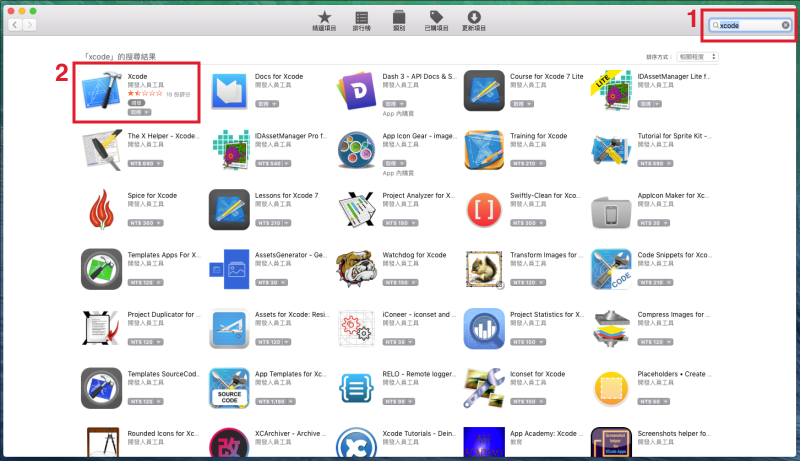 1
xcode
精選項目 排行榜 類別 已購項目 更新項目
「xcode」的搜尋結果
排序方式： 相關程度
2
Xcode
開發人員工具
16 份評分
Docs for Xcode
開發人員工具
取得
Dash 3 - API Docs & S...
開發人員工具
取得
App 內購買
Course for Xcode 7 Lite
開發人員工具
取得
LITE
IDAssetManager Lite f...
開發人員工具
取得
The X Helper - Xcode...
開發人員工具
NT$ 690
IDAssetManager Pro f...
開發人員工具
NT$ 540
App Icon Gear - imag...
開發人員工具
取得
App 內購買
Training for Xcode
開發人員工具
NT$ 210
Tutorial for Sprite Kit -...
開發人員工具
NT$ 590
Spice for Xcode
開發人員工具
NT$ 360
Lessons for Xcode 7
開發人員工具
NT$ 210
Project Analyzer for X...
開發人員工具
NT$ 190
Swiftly-Clean for Xco...
開發人員工具
NT$ 300
AppIcon Maker for Xc...
開發人員工具
NT$ 30
Templates Apps For X...
開發人員工具
NT$ 120
AssetsGenerator - Ge...
開發人員工具
NT$ 30
Watchdog for Xcode
開發人員工具
NT$ 150
Transform Images for ...
開發人員工具
NT$ 120
CODE
Code Snippets for Xco...
開發人員工具
NT$ 210
Project Duplicator for ...
開發人員工具
NT$ 120
Assets for Xcode: Resi...
開發人員工具
NT$ 120
iConeer - iconset and ...
開發人員工具
NT$ 30
Project Statistics for X...
開發人員工具
NT$ 150
Compress Images for ...
開發人員工具
NT$ 120
Templates SourceCod...
開發人員工具
NT$ 120
SOURCE
CODE
App Templates for Xc...
開發人員工具
NT$ 1,190
RELO - Remote logger...
開發人員工具
NT$ 90
Iconset for Xcode
開發人員工具
NT$ 150
Placeholders • Create ...
開發人員工具
NT$ 60
Rounded Icons for Xc...
開發人員工具
改
XCArchiver - Archive ...
開發人員工具
Xcode Tutorials - Dein...
開發人員工具
App Academy: Xcode ...
教育
Screenshot
helper
for
Xcode Apps
Screenshots helper fo...
開發人員工具